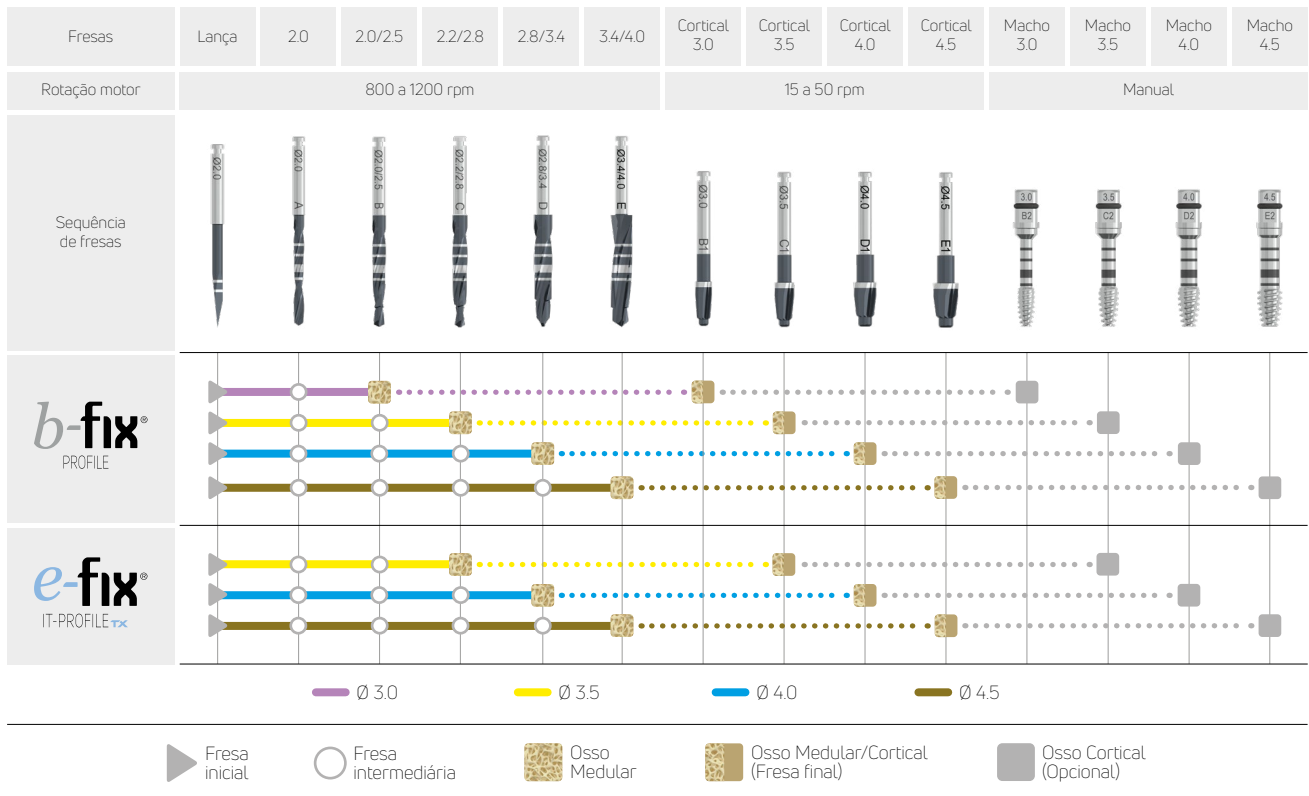 Fresas
Lança
2.0
2.0/2.5
2.2/2.8
2.8/3.4
3.4/4.0
Cortical
3.0
Cortical
3.5
Cortical
4.0
Cortical
4.5
Macho
3.0
Macho
3.5
Macho
4.0
Macho
4.5
Rotação motor
800 a 1200 rpm
15 a 50 rpm
Manual
Sequência
de fresas
Ø2.0
Ø2.0 A
Ø2.0/2.5 B
Ø2.2/2.8 C
Ø2.8/3.4 D
Ø3.4/4.0 E
Ø3.0 B1
Ø3.5 C1
Ø4.0 D1
Ø4.5 E1
3.0
B2
3.5
C2
4.0
D2
4.5
E2
b-fix®
PROFILE
e-fix®
IT-PROFILE TX
Ø 3.0
Ø 3.5
Ø 4.0
Ø 4.5
Fresa
inicial
Fresa
intermediária
Osso
Medular
Osso Medular/Cortical
(Fresa final)
Osso Cortical
(Opcional)